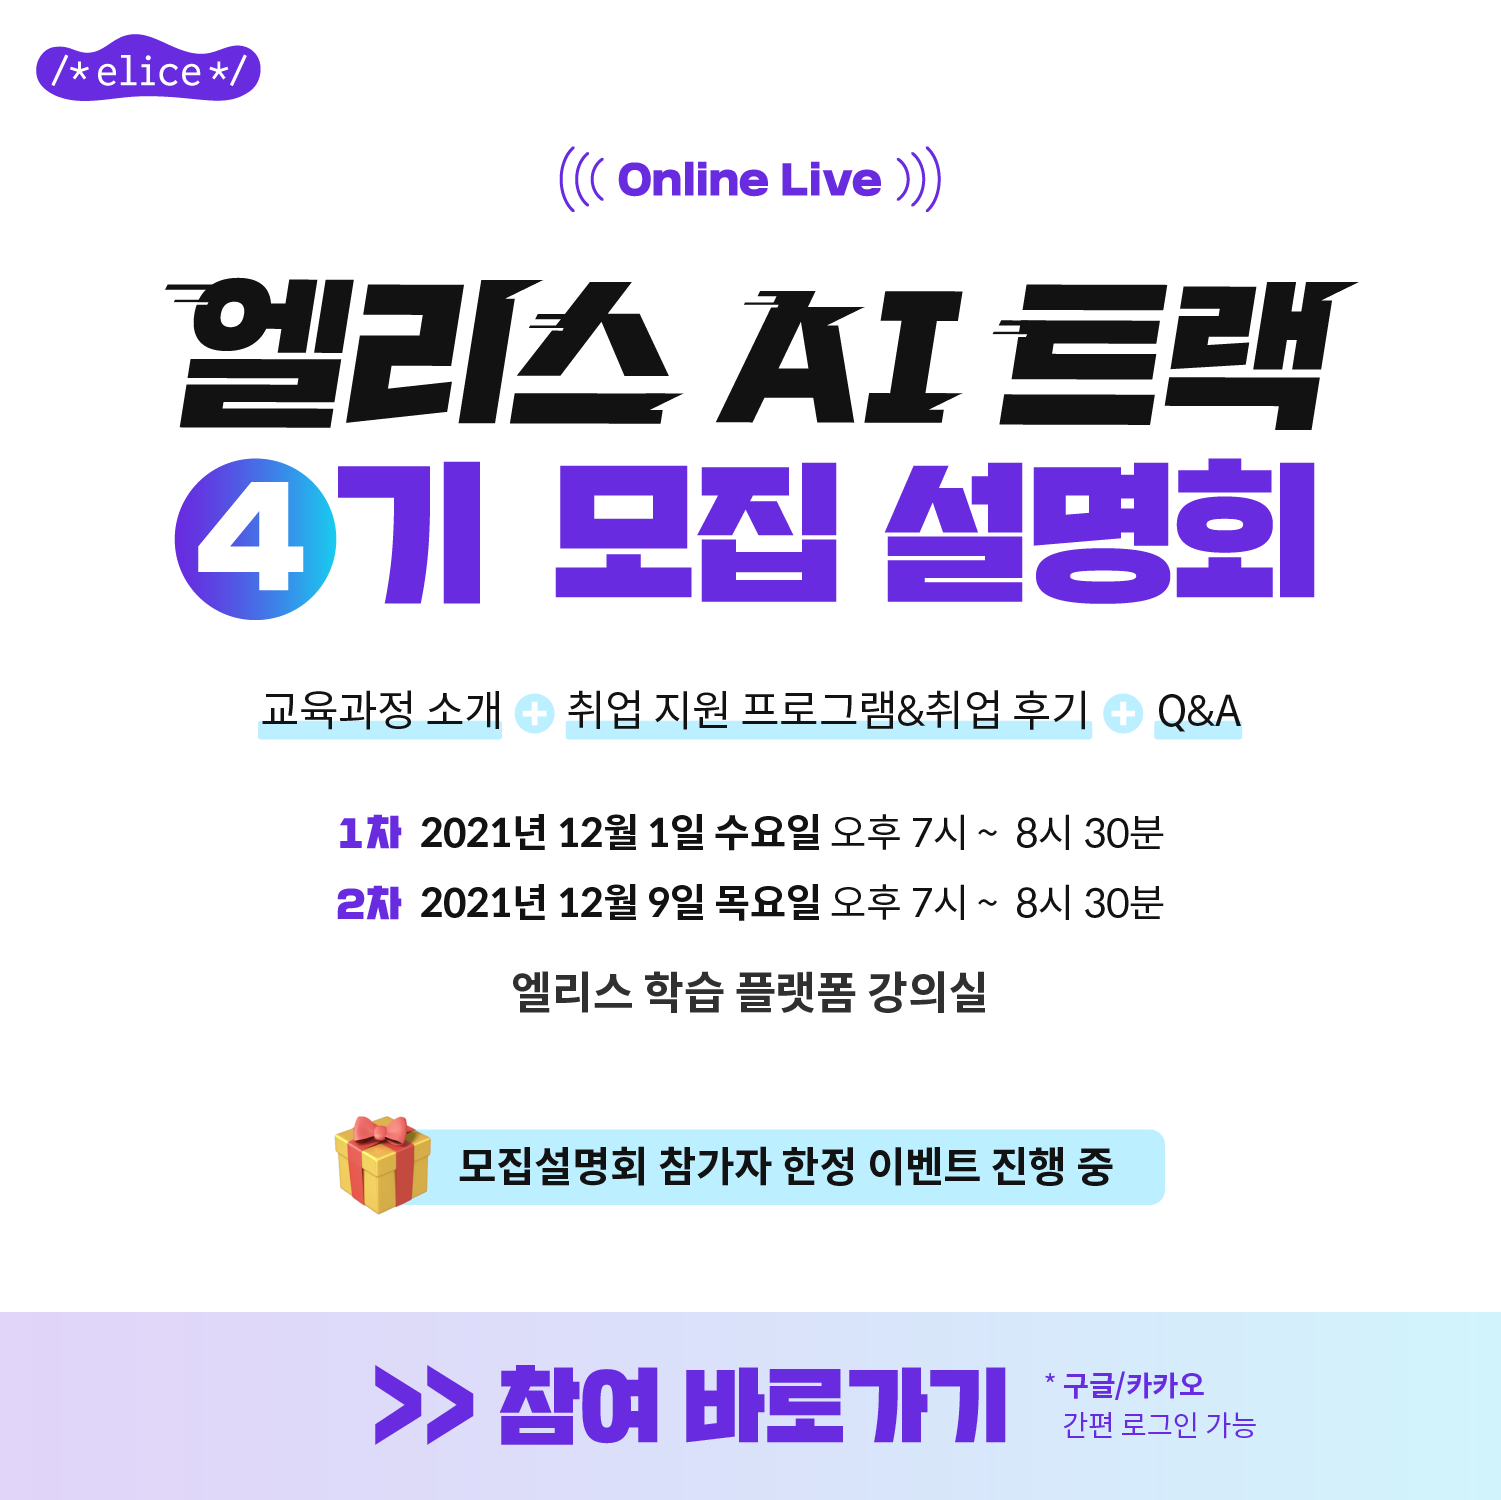 /*elice*/
Online Live
엘리스 AI 트랙
4기 모집 설명회
교육과정 소개 + 취업 지원 프로그램&취업 후기 + Q&A
1차 2021년 12월 1일 수요일 오후 7시 ~ 8시 30분
2차 2021년 12월 9일 목요일 오후 7시 ~ 8시 30분
엘리스 학습 플랫폼 강의실
모집설명회 참가자 한정 이벤트 진행 중
>> 참여 바로가기
* 구글/카카오
간편 로그인 가능